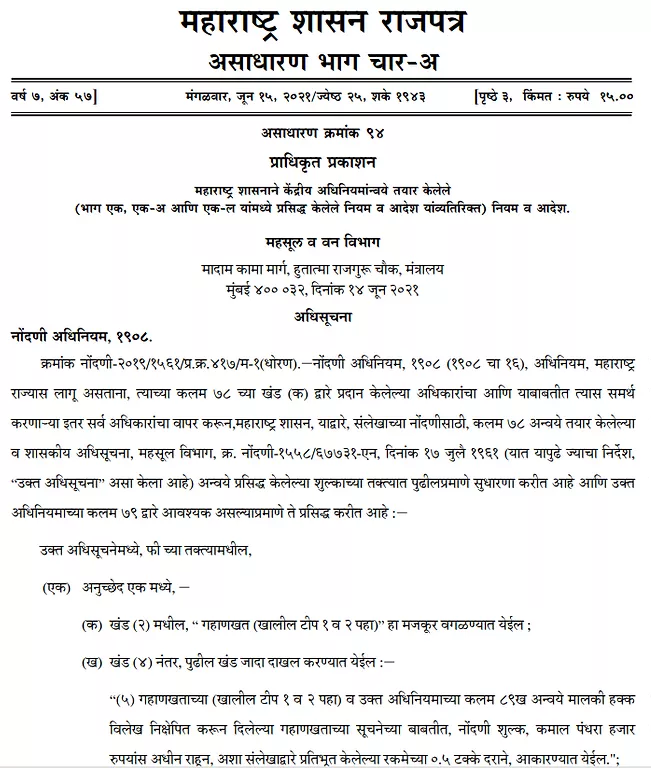 महाराष्ट्र शासन राजपत्र
असाधारण भाग चार-अ
वर्ष ७, अंक ५७]
मंगळवार, जून १५, २०२१/ज्येष्ठ २५, शके १९४३
[पृष्ठे ३, किंमत : रुपये १५.००
असाधारण क्रमांक ९४
प्राधिकृत प्रकाशन
महाराष्ट्र शासनाने केंद्रीय अधिनियमांन्वये तयार केलेले
(भाग एक, एक-अ आणि एक-ल यांमध्ये प्रसिद्ध केलेले नियम व आदेश यांव्यतिरिक्त) नियम व आदेश.
महसूल व वन विभाग
मादाम कामा मार्ग, हुतात्मा राजगुरू चौक, मंत्रालय
मुंबई ४०० ०३२, दिनांक १४ जून २०२१
अधिसूचना
नोंदणी अधिनियम, १९०८.
क्रमांक नोंदणी-२०१९/१५६१/प्र.क्र.४१७/म-१(धोरण).—नोंदणी अधिनियम, १९०८ (१९०८ चा १६), अधिनियम, महाराष्ट्र
राज्यास लागू असताना, त्याच्या कलम ७८ च्या खंड (क) द्वारे प्रदान केलेल्या अधिकारांचा आणि याबाबतीत त्यास समर्थ
करणाऱ्या इतर सर्व अधिकारांचा वापर करून,महाराष्ट्र शासन, याद्वारे, संलेखाच्या नोंदणीसाठी, कलम ७८ अन्वये तयार केलेल्या
व शासकीय अधिसूचना, महसूल विभाग, क्र. नोंदणी-१५५८/६७७३१-एन, दिनांक १७ जुलै १९६१ (यात यापुढे ज्याचा निर्देश,
“उक्त अधिसूचना” असा केला आहे) अन्वये प्रसिद्ध केलेल्या शुल्काच्या तक्त्यात पुढीलप्रमाणे सुधारणा करीत आहे आणि उक्त
अधिनियमाच्या कलम ७९ द्वारे आवश्यक असल्याप्रमाणे ते प्रसिद्ध करीत आहे :—
उक्त अधिसूचनेमध्ये, फी च्या तक्त्यामधील,
(एक) अनुच्छेद एक मध्ये, —
(क) खंड (२) मधील, “ गहाणखत (खालील टीप १ व २ पहा)” हा मजकूर वगळण्यात येईल ;
(ख) खंड (४) नंतर, पुढील खंड जादा दाखल करण्यात येईल :—
“(५) गहाणखताच्या (खालील टीप १ व २ पहा) व उक्त अधिनियमाच्या कलम ८९ख अन्वये मालकी हक्क
विलेख निक्षेपित करून दिलेल्या गहाणखताच्या सूचनेच्या बाबतीत, नोंदणी शुल्क, कमाल पंधरा हजार
रुपयांस अधीन राहून, अशा संलेखाद्वारे प्रतिभूत केलेल्या रकमेच्या ०.५ टक्के दराने, आकारण्यात येईल.";